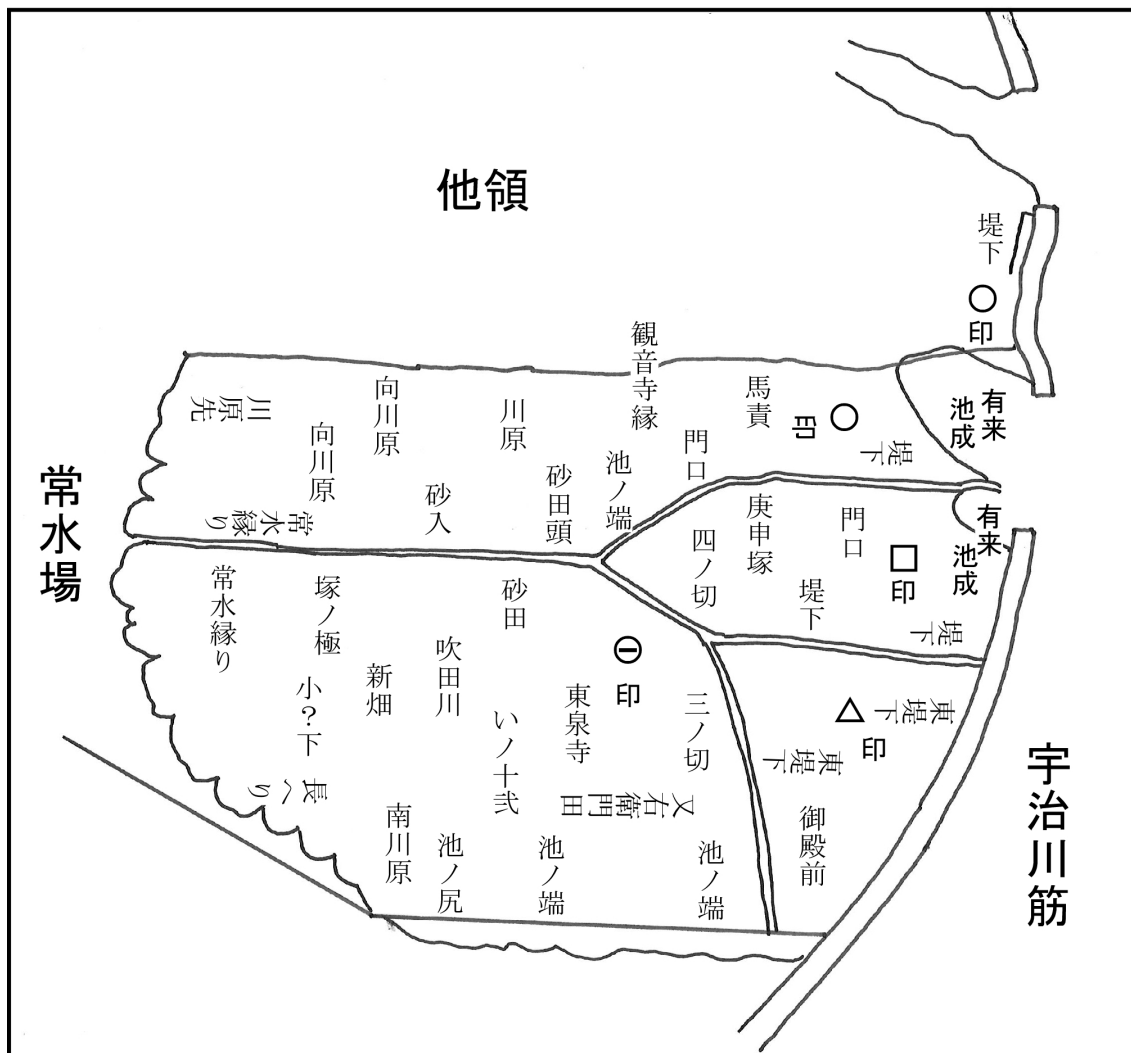 他領
堤下
○印
有来
池成
観音寺縁
馬責
○印
堤下
門口
池ノ端
砂田頭
川原
砂入
向川原
向川原
川原先
常水縁り
常水場
有来
池成
門口
□印
庚申塚
四ノ切
堤下
堤下
東堤下
△印
東堤下
御殿前
宇治川筋
三ノ切
⊖印
砂田
東泉寺
又右衛門田
池ノ端
いノ十弐
池ノ端
吹田川
池ノ尻
新畑
南川原
塚ノ極
小?下
長へり
常水縁り